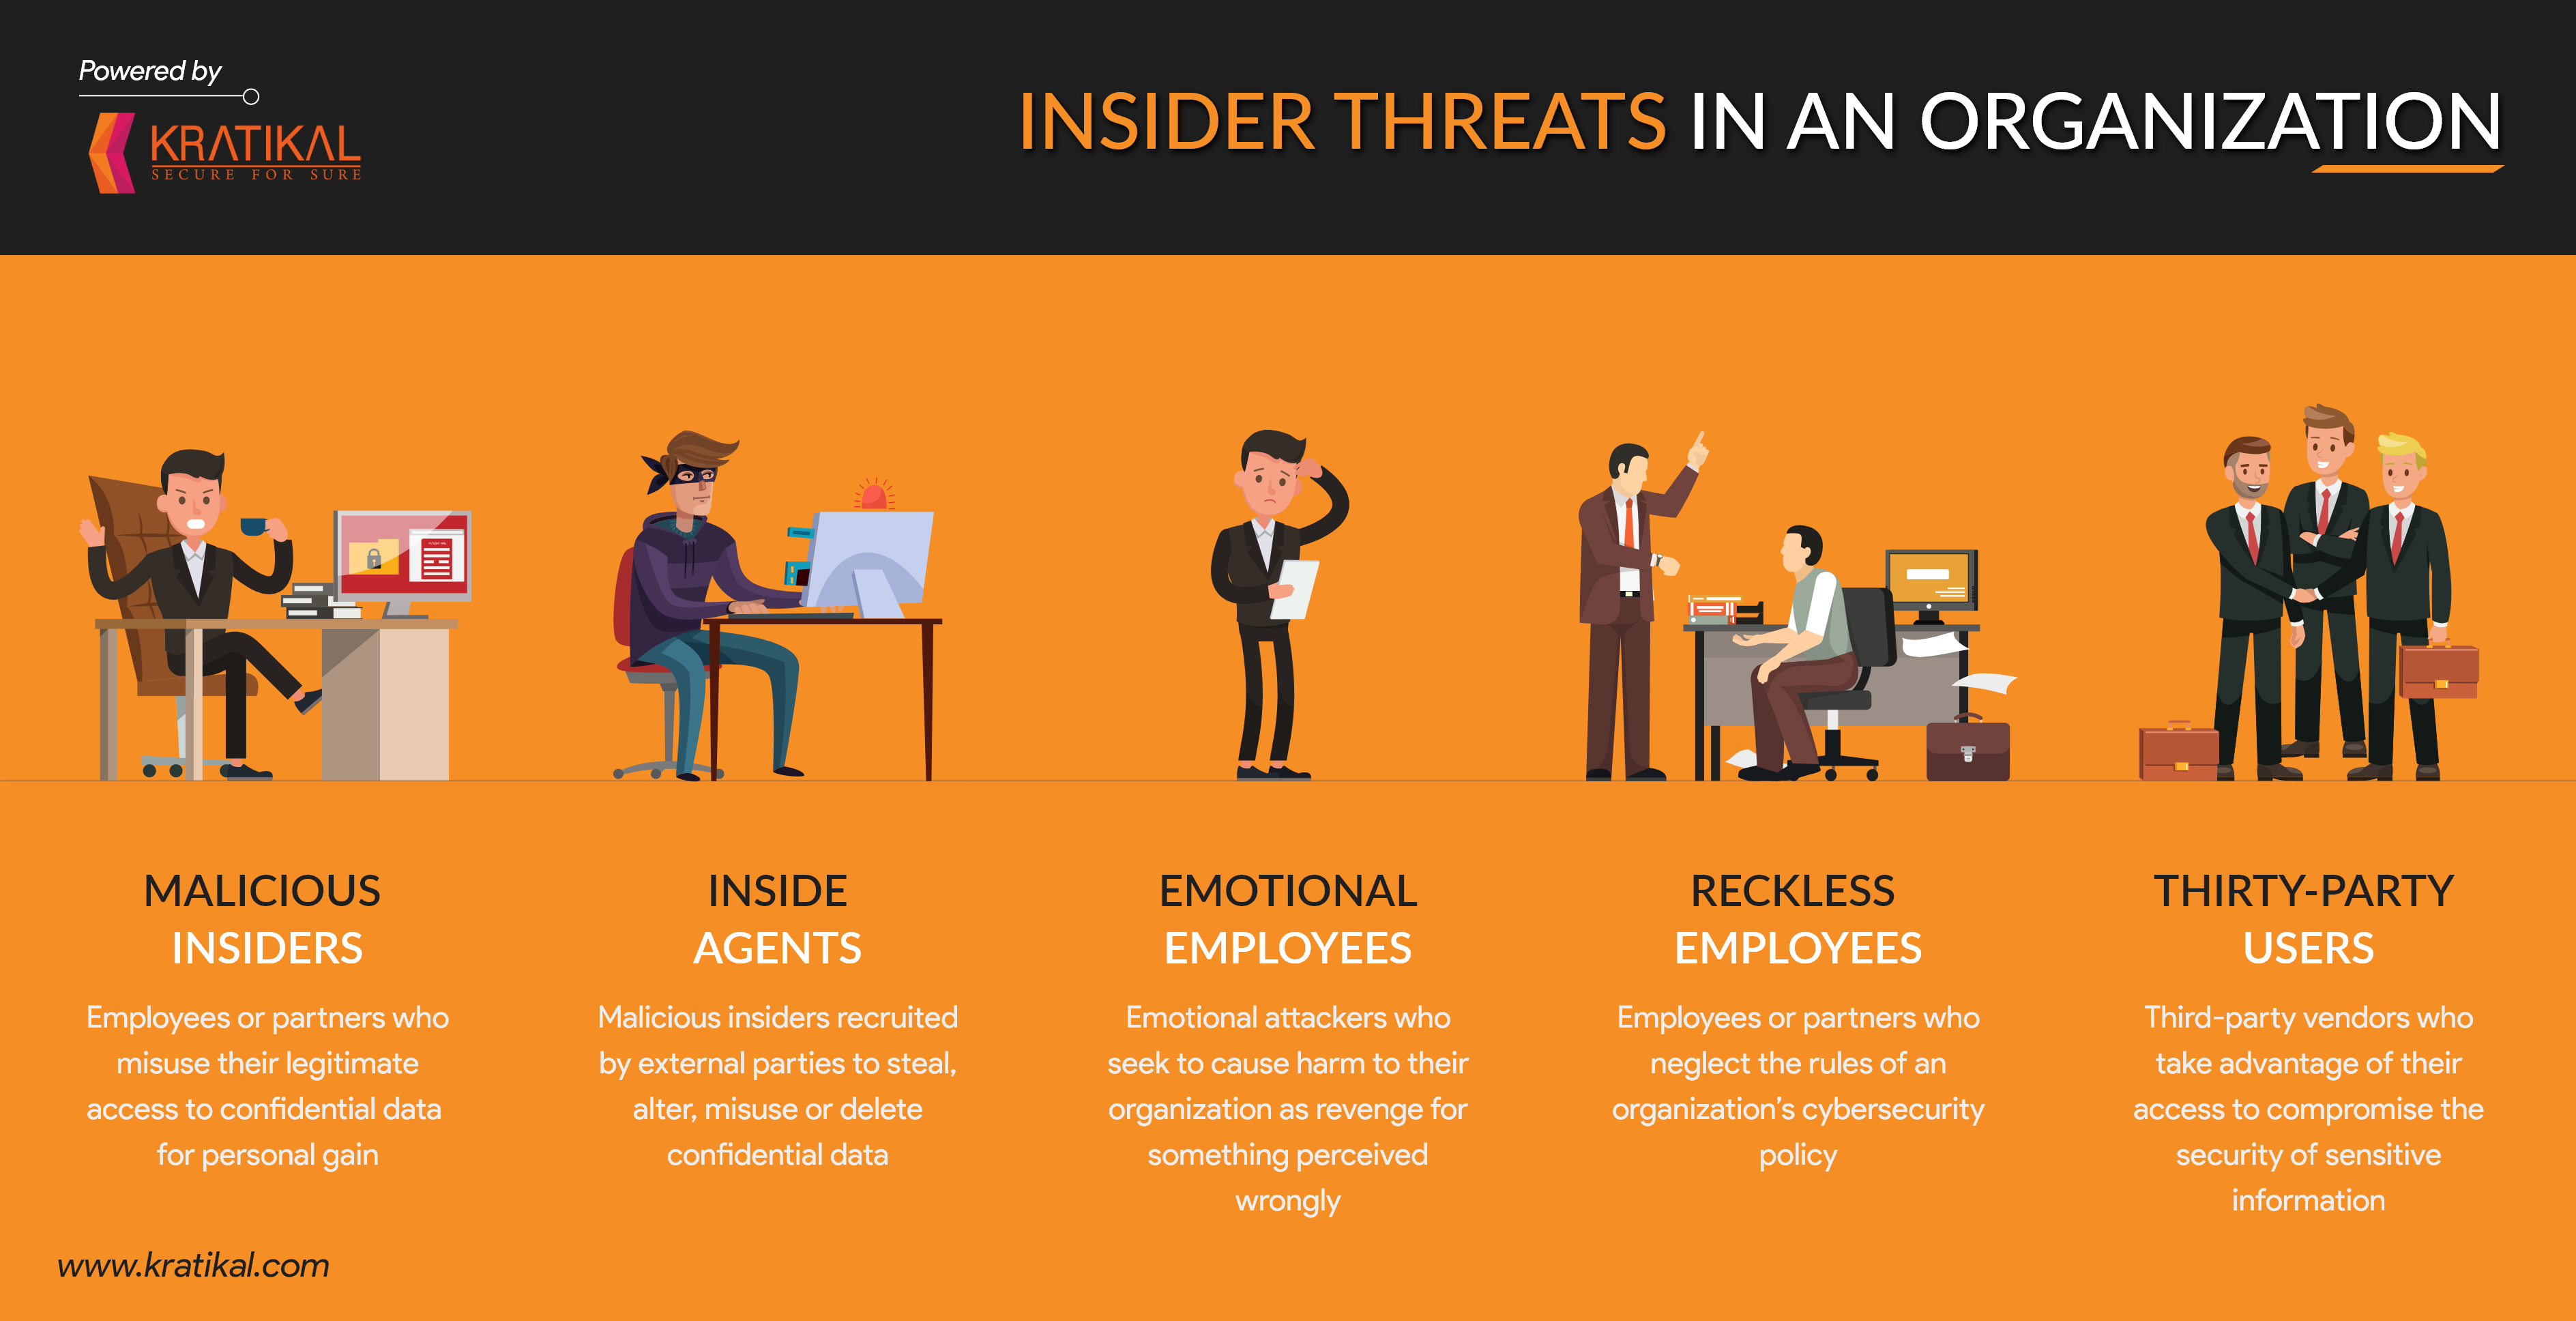 Powered by
KRATIKAL
SECURE FOR SURE
INSIDER THREATS IN AN ORGANIZATION
MALICIOUS
INSIDERS
Employees or partners who
misuse their legitimate
access to confidential data
for personal gain
INSIDE
AGENTS
Malicious insiders recruited
by external parties to steal,
alter, misuse or delete
confidential data
EMOTIONAL
EMPLOYEES
Emotional attackers who
seek to cause harm to their
organization as revenge for
something perceived
wrongly
RECKLESS
EMPLOYEES
Employees or partners who
neglect the rules of an
organization's cybersecurity
policy
THIRTY-PARTY
USERS
Third-party vendors who
take advantage of their
access to compromise the
security of sensitive
information
www.kratikal.com